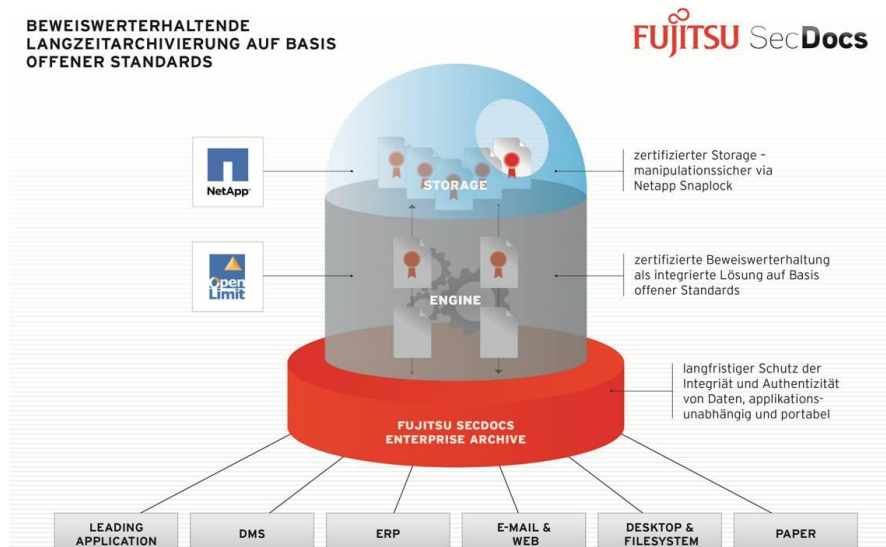 BEWEISWERTERHALTENDE
LANGZEITARCHIVIERUNG AUF BASIS
OFFENER STANDARDS
FUJITSU SecDocs
NetApp
STORAGE
zertifizierter Storage –
manipulationssicher via
Netapp Snaplock
Open
Limit
ENGINE
zertifizierte Beweiswerterhaltung
als integrierte Lösung auf Basis
offener Standards
langfristiger Schutz der
Integriät und Authentizität
von Daten, applikations-
unabhängig und portabel
FUJITSU SECDOCS
ENTERPRISE ARCHIVE
LEADING
APPLICATION
DMS
ERP
E-MAIL &
WEB
DESKTOP &
FILESYSTEM
PAPER